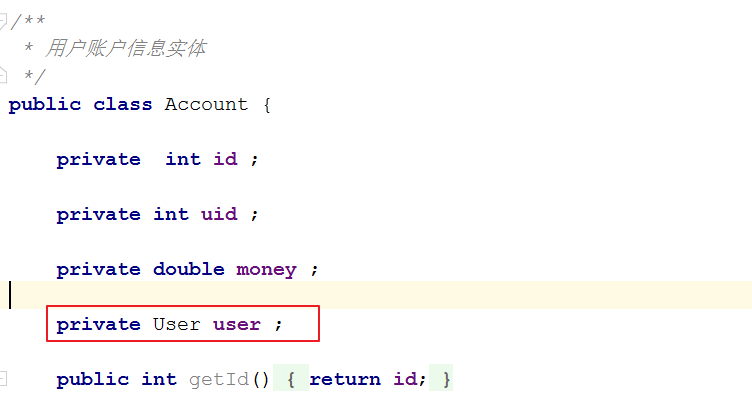 /**
 * 用户账户信息实体
 */
public class Account {
private  int id ;
private int uid ;
private double money ;
private User user ;
public int getId() { return id; }